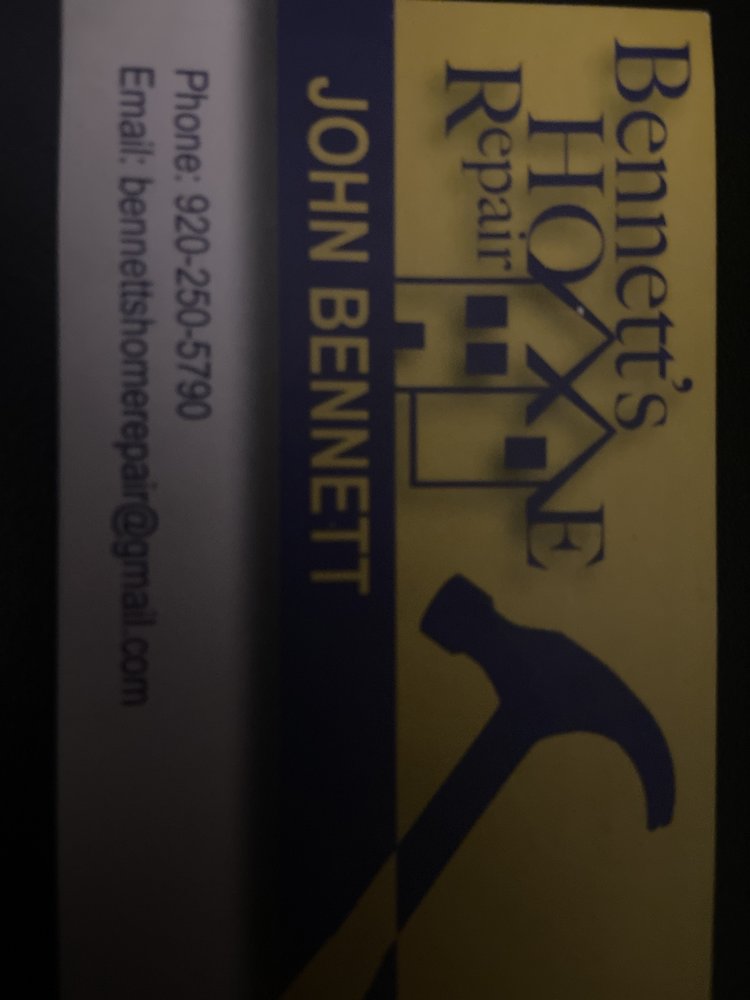 Bennett's
HOME
Repair
JOHN BENNETT
Phone: 920-250-5790
Email: bennettshomerepair@gmail.com